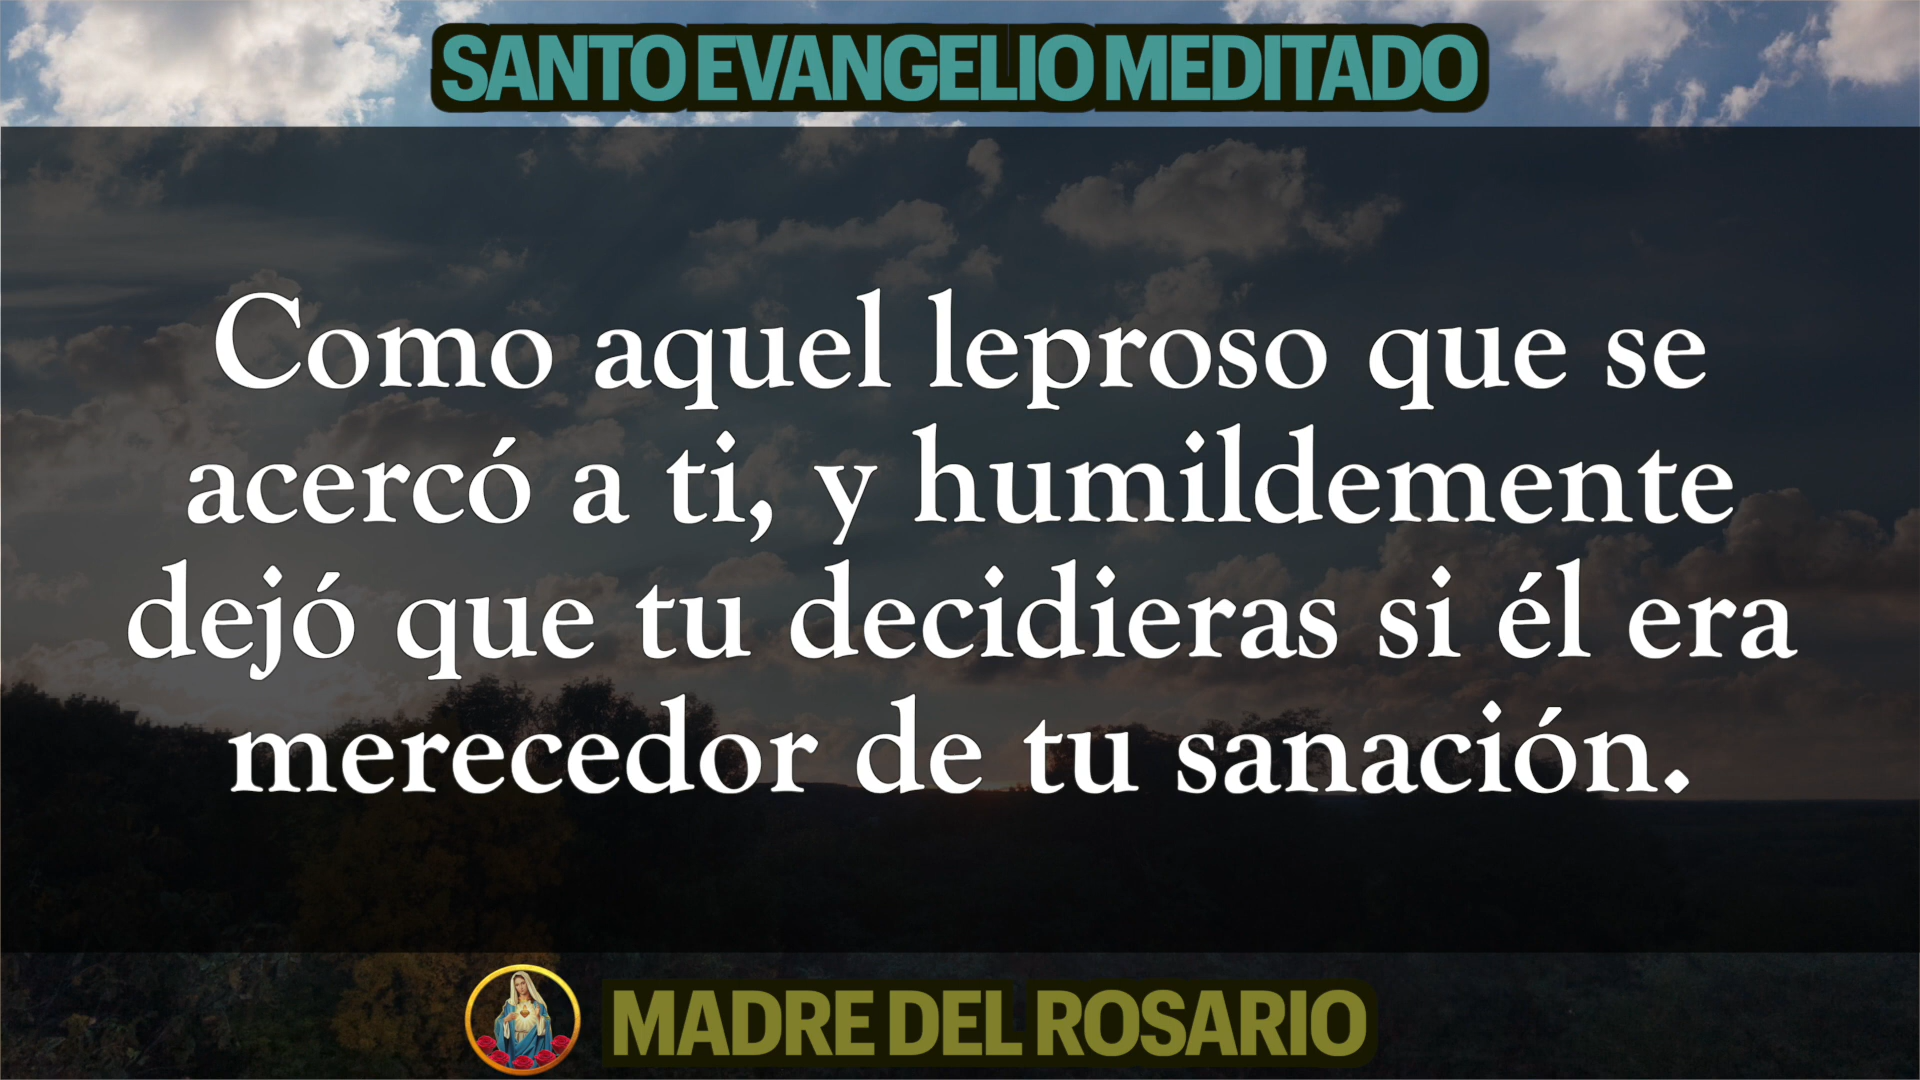 SANTO EVANGELIO MEDITADO
Como aquel leproso que se
acercó a ti, y humildemente
dejó que tu decidieras si él era
merecedor de tu sanación.
MADRE DEL ROSARIO